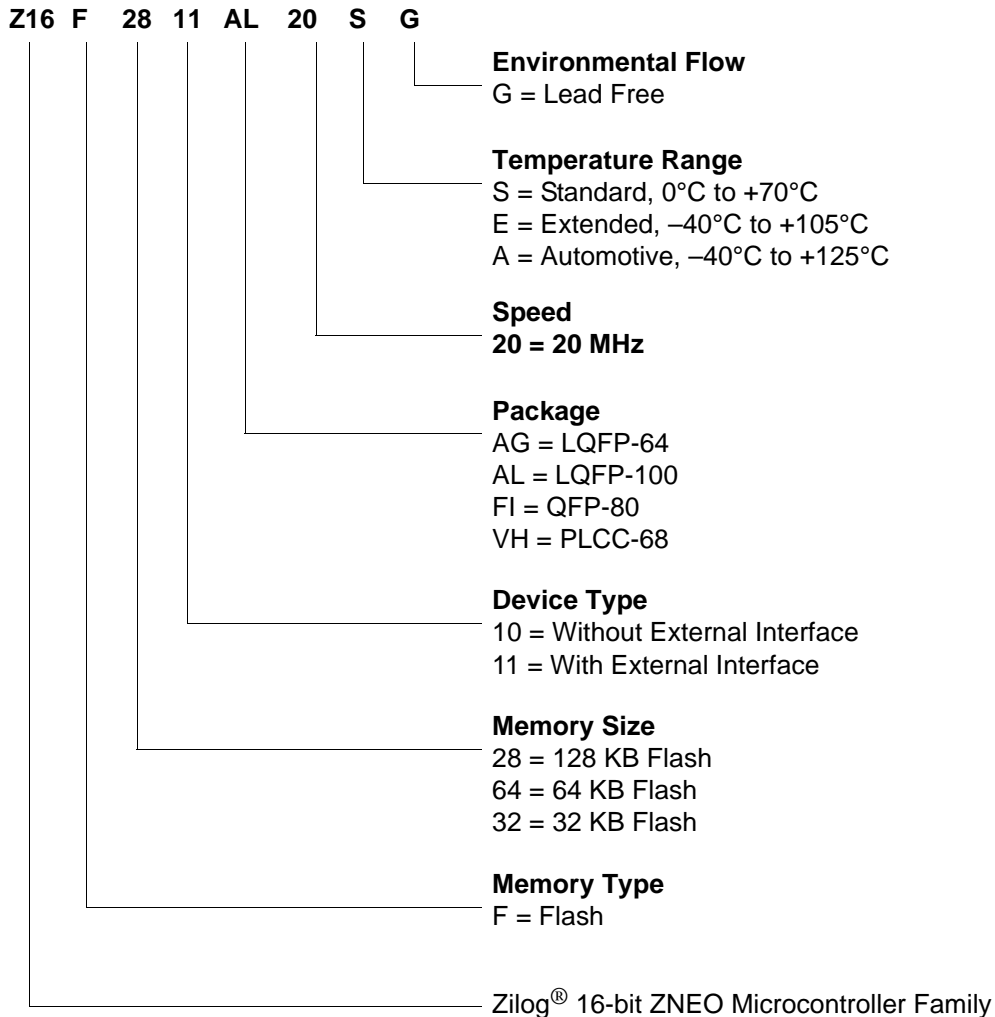 Z16 F 28 11 AL 20 S G
Environmental Flow
G = Lead Free
Temperature Range
S = Standard, 0°C to +70°C
E = Extended, –40°C to +105°C
A = Automotive, –40°C to +125°C
Speed
20 = 20 MHz
Package
AG = LQFP-64
AL = LQFP-100
FI = QFP-80
VH = PLCC-68
Device Type
10 = Without External Interface
11 = With External Interface
Memory Size
28 = 128 KB Flash
64 = 64 KB Flash
32 = 32 KB Flash
Memory Type
F = Flash
Zilog® 16-bit ZNEO Microcontroller Family